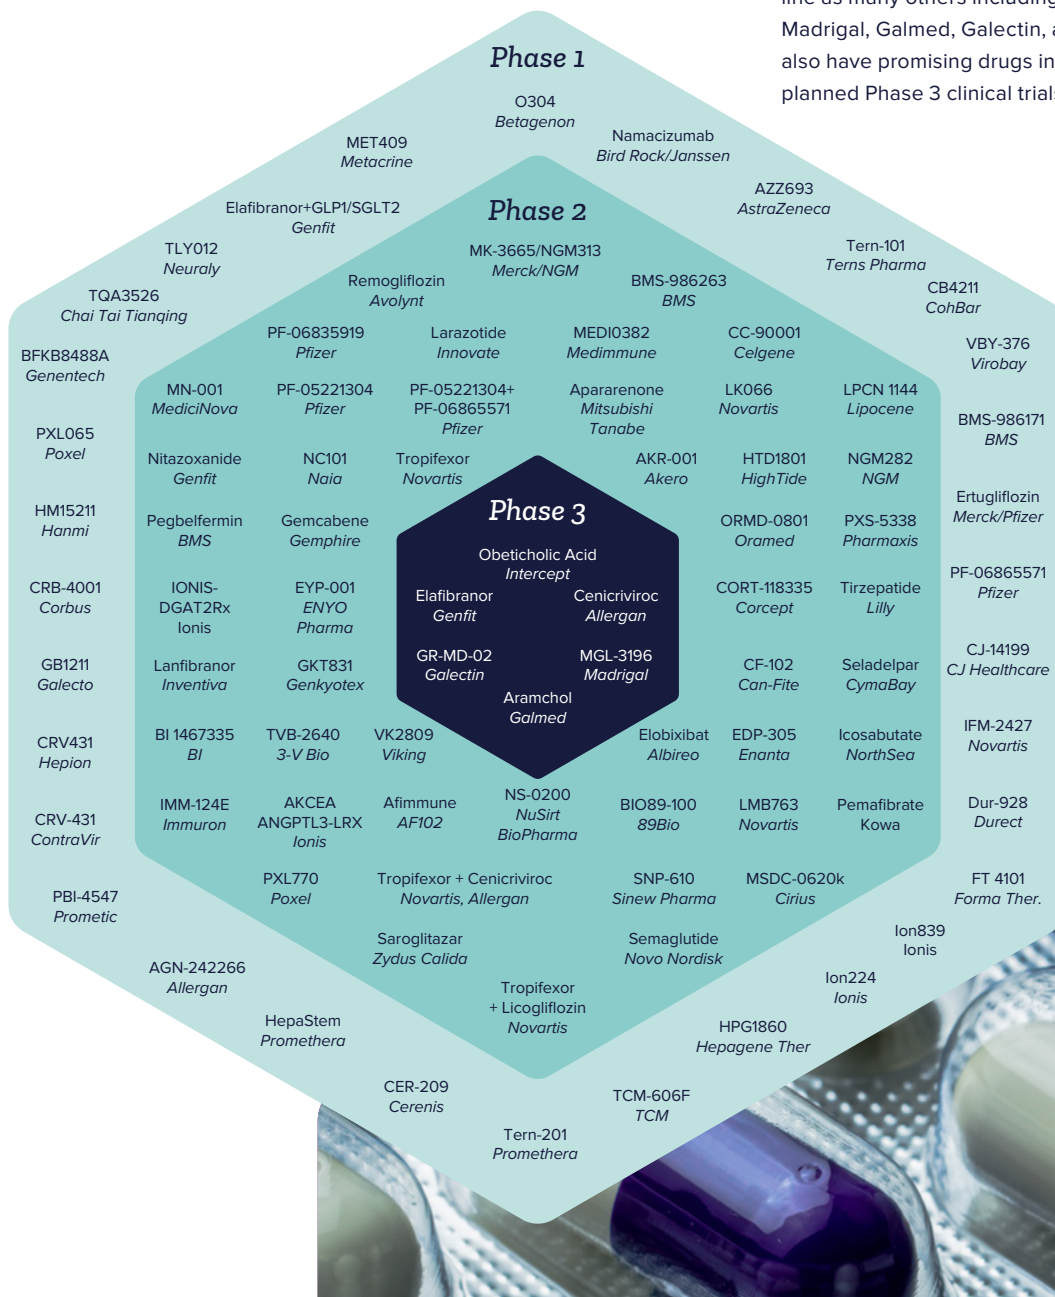 line as many others including
Madrigal, Galmed, Galectin, a
also have promising drugs in
planned Phase 3 clinical trials
Phase 1
O304
Betagenon
MET409
Metacrine
Namacizumab
Bird Rock/Janssen
AZZ693
AstraZeneca
Elafibranor+GLP1/SGLT2
Genfit
TLY012
Neuraly
Tern-101
Terns Pharma
TQA3526
Chai Tai Tianqing
CB4211
CohBar
BFKB8488A
Genentech
VBY-376
Virobay
PXL065
Poxel
BMS-986171
BMS
HM15211
Hanmi
Ertugliflozin
Merck/Pfizer
CRB-4001
Corbus
PF-06865571
Pfizer
GB1211
Galecto
CJ-14199
CJ Healthcare
CRV431
Hepion
IFM-2427
Novartis
CRV-431
ContraVir
Dur-928
Durect
PBI-4547
Prometic
FT 4101
Forma Ther.
AGN-242266
Allergan
Ion839
Ionis
Ion224
Ionis
HepaStem
Promethera
HPG1860
Hepagene Ther
CER-209
Cerenis
TCM-606F
TCM
Tern-201
Promethera
Phase 2
MK-3665/NGM313
Merck/NGM
Remogliflozin
Avolynt
BMS-986263
BMS
PF-06835919
Pfizer
Larazotide
Innovate
MEDI0382
Medimmune
CC-90001
Celgene
MN-001
MediciNova
PF-05221304
Pfizer
PF-05221304+
PF-06865571
Pfizer
Apararenone
Mitsubishi
Tanabe
LK066
Novartis
LPCN 1144
Lipocene
Nitazoxanide
Genfit
NC101
Naia
Tropifexor
Novartis
AKR-001
Akero
HTD1801
HighTide
NGM282
NGM
Pegbelfermin
BMS
Gemcabene
Gemphire
ORMD-0801
Oramed
PXS-5338
Pharmaxis
IONIS-
DGAT2Rx
Ionis
EYP-001
ENYO
Pharma
CORT-118335
Corcept
Tirzepatide
Lilly
Lanfibranor
Inventiva
GKT831
Genkyotex
CF-102
Can-Fite
Seladelpar
CymaBay
BI 1467335
BI
TVB-2640
3-V Bio
VK2809
Viking
Elobixibat
Albireo
EDP-305
Enanta
Icosabutate
NorthSea
IMM-124E
Immuron
AKCEA
ANGPTL3-LRX
Ionis
Afimmune
AF102
NS-0200
NuSirt
BioPharma
BIO89-100
89Bio
LMB763
Novartis
Pemafibrate
Kowa
PXL770
Poxel
Tropifexor + Cenicriviroc
Novartis, Allergan
SNP-610
Sinew Pharma
MSDC-0620k
Cirius
Saroglitazar
Zydus Calida
Semaglutide
Novo Nordisk
Tropifexor
+ Licogliflozin
Novartis
Phase 3
Obeticholic Acid
Intercept
Elafibranor
Genfit
Cenicriviroc
Allergan
GR-MD-02
Galectin
MGL-3196
Madrigal
Aramchol
Galmed